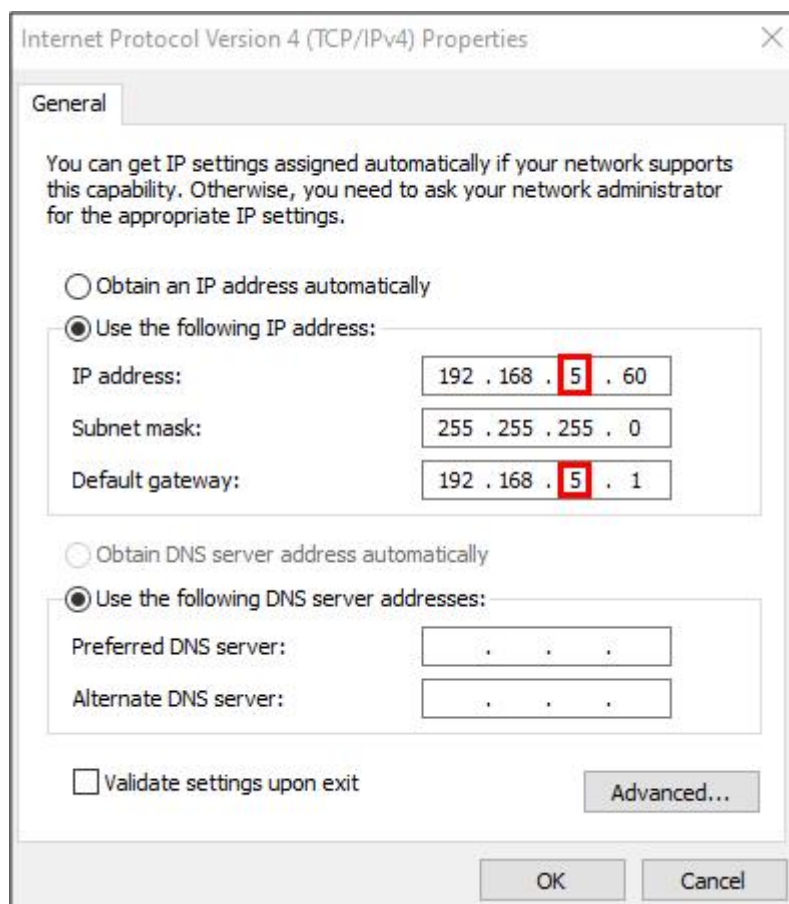 Internet Protocol Version 4 (TCP/IPv4) Properties
General
You can get IP settings assigned automatically if your network supports
this capability. Otherwise, you need to ask your network administrator
for the appropriate IP settings.
Obtain an IP address automatically
Use the following IP address:
IP address: 192 . 168 . 5 . 60
Subnet mask: 255 . 255 . 255 . 0
Default gateway: 192 . 168 . 5 . 1
Obtain DNS server address automatically
Use the following DNS server addresses:
Preferred DNS server: . . .
Alternate DNS server: . . .
Validate settings upon exit
Advanced...
OK Cancel